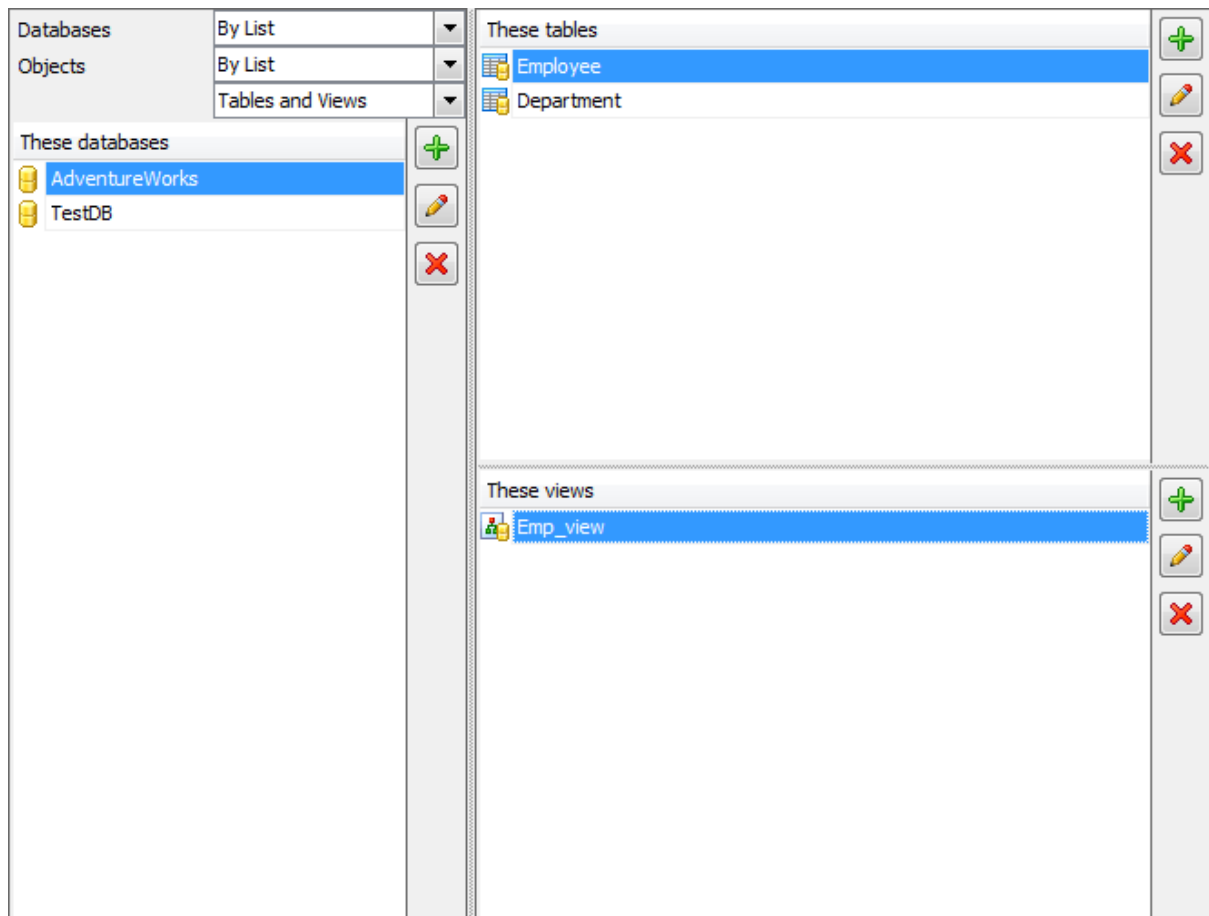 Databases By List
Objects By List
Tables and Views
These databases
AdventureWorks
TestDB
These tables
Employee
Department
These views
Emp_view